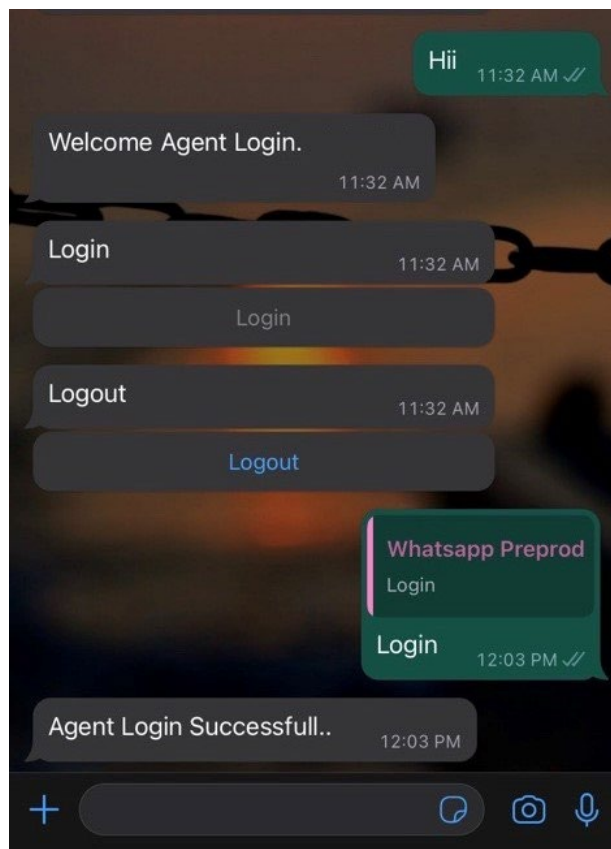 Hii
11:32 AM
Welcome Agent Login.
11:32 AM
Login
11:32 AM
Login
Logout
11:32 AM
Logout
Whatsapp Preprod
Login
Login
12:03 PM
Agent Login Successfull..
12:03 PM